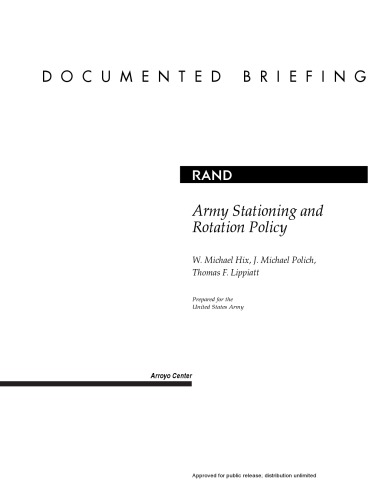 DOCUMENTED BRIEFING
RAND
Army Stationing and
Rotation Policy
W. Michael Hix, J. Michael Polich,
Thomas F. Lippiatt
Prepared for the
United States Army
Arroyo Center
Approved for public release, distribution unlimited